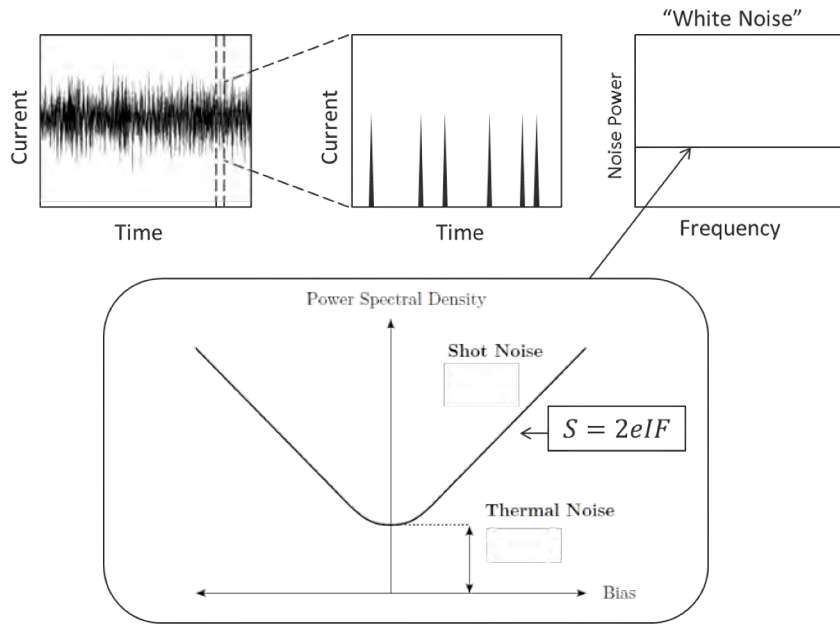 “White Noise”
Current
Time
Current
Time
Noise Power
Frequency
Power Spectral Density
Shot Noise
S = 2eIF
Thermal Noise
Bias